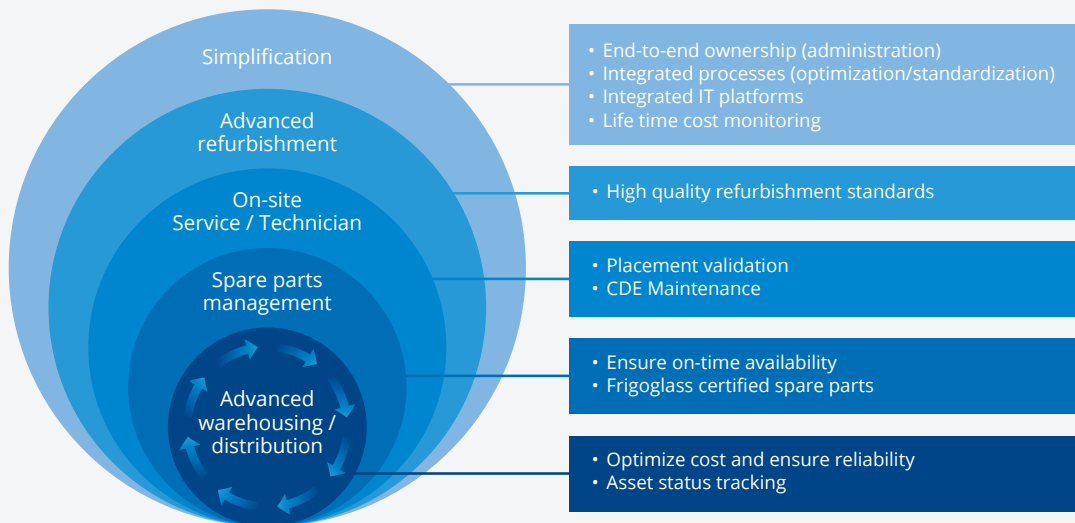 Simplification
Advanced
refurbishment
On-site
Service / Technician
Spare parts
management
Advanced
warehousing /
distribution
• End-to-end ownership (administration)
• Integrated processes (optimization/standardization)
• Integrated IT platforms
• Life time cost monitoring
• High quality refurbishment standards
• Placement validation
• CDE Maintenance
• Ensure on-time availability
• Frigoglass certified spare parts
• Optimize cost and ensure reliability
• Asset status tracking